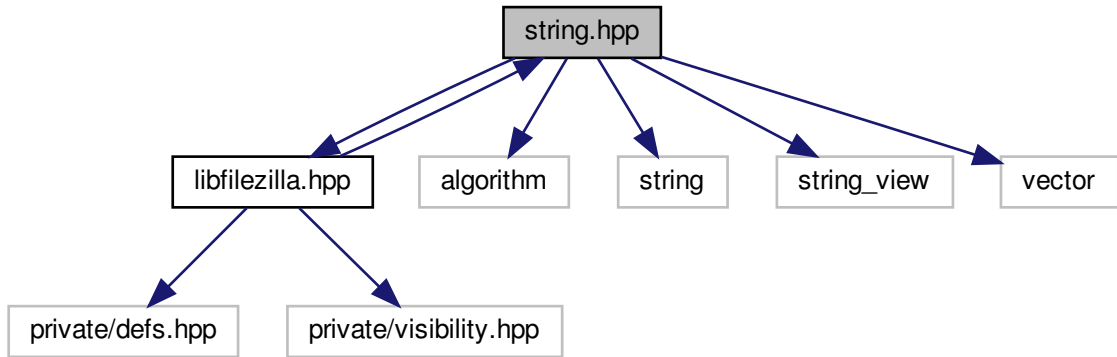 string.hpp
libfilezilla.hpp
algorithm
string
string_view
vector
private/defs.hpp
private/visibility.hpp